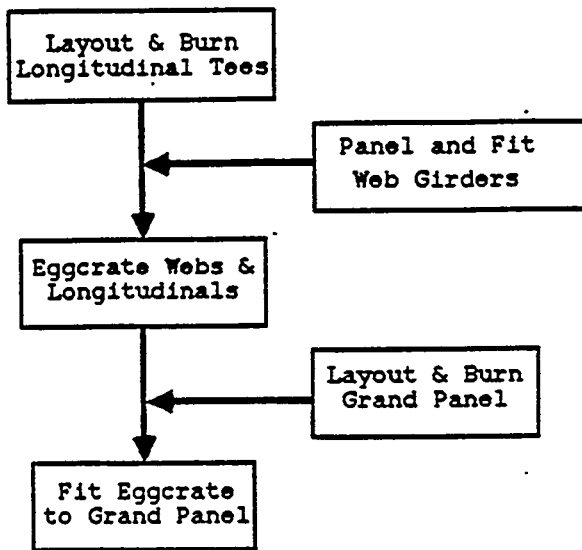 Layout & Burn
Longitudinal Tees
Panel and Fit
Web Girders
Eggcrate Webs &
Longitudinals
Layout & Burn
Grand Panel
Fit Eggcrate
to Grand Panel